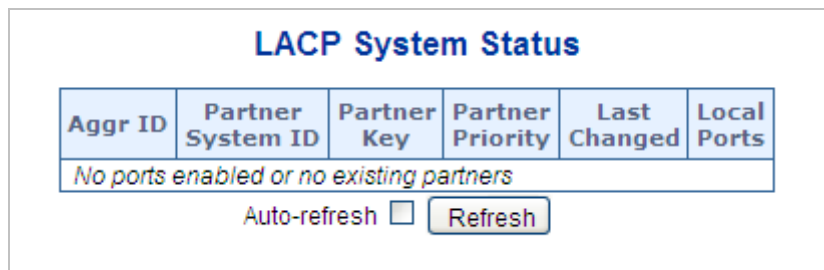 LACP System Status
Aggr ID Partner System ID Partner Key Partner Priority Last Changed Local Ports
No ports enabled or no existing partners
Auto-refresh Refresh